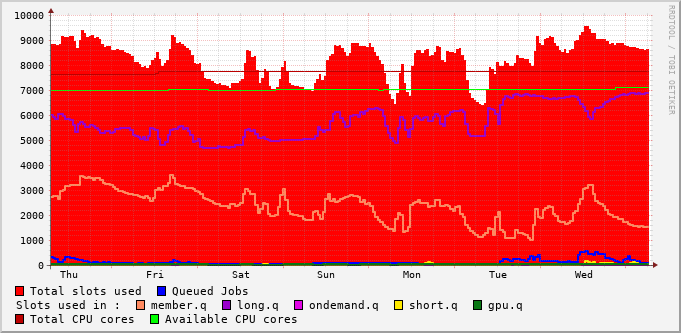 10000
9000
8000
7000
6000
5000
4000
3000
2000
1000
0
Thu Fri Sat Sun Mon Tue Wed
RRDTOOL / TOBI OETIKER
Total slots used Queued Jobs
Slots used in : member.q long.q ondemand.q short.q gpu.q
Total CPU cores Available CPU cores